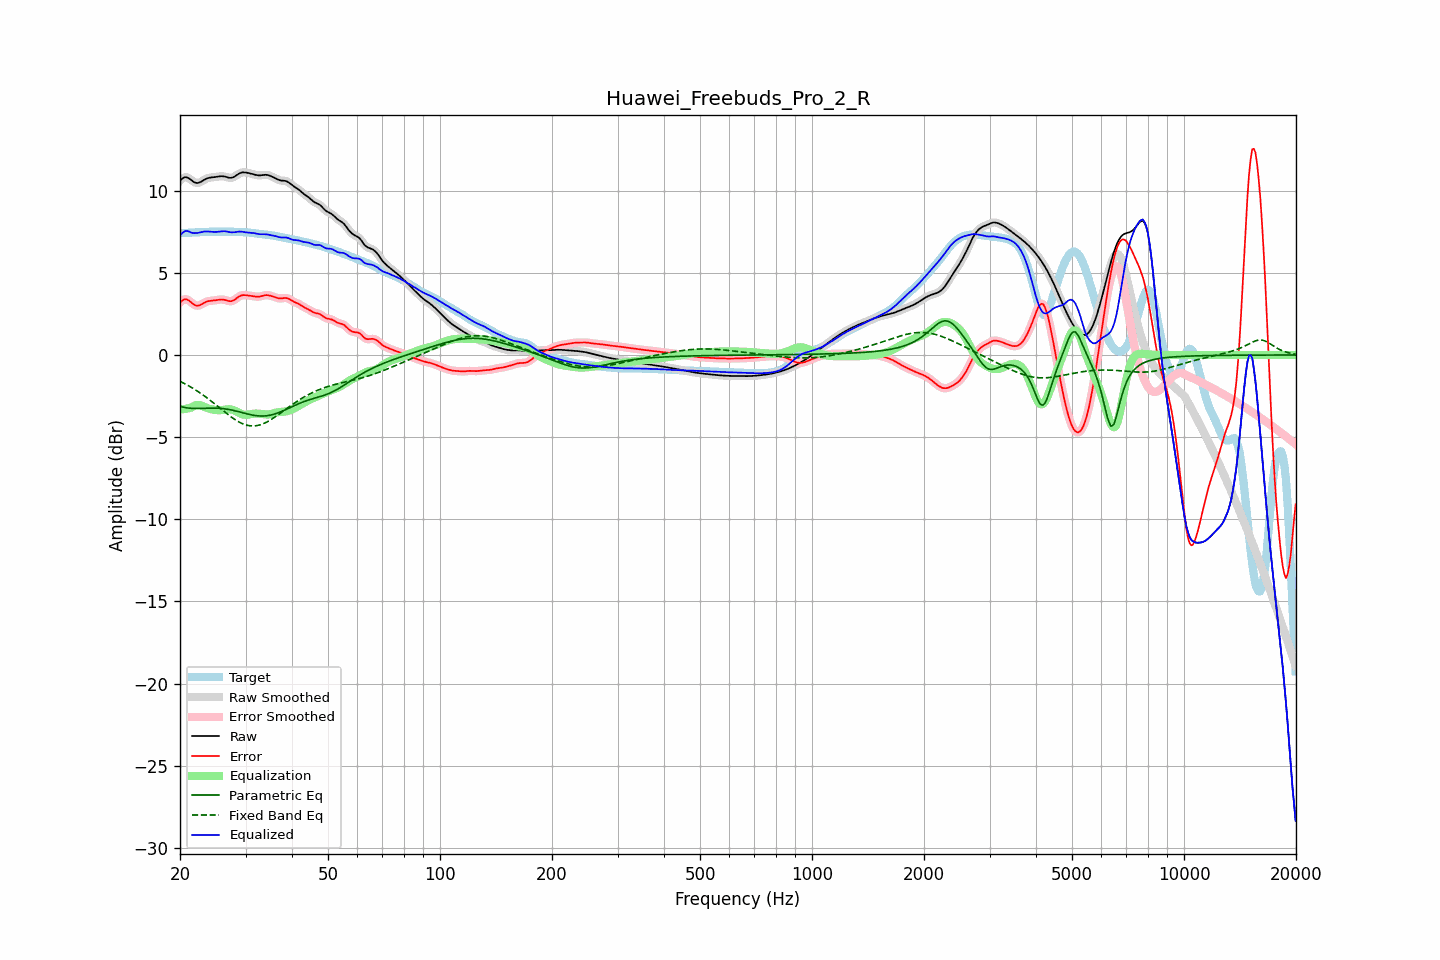 Huawei_Freebuds_Pro_2_R
Amplitude (dBr)
10
5
0
−5
−10
−15
−20
−25
−30
Target
Raw Smoothed
Error Smoothed
Raw
Error
Equalization
Parametric Eq
Fixed Band Eq
Equalized
20 50 100 200 500 1000 2000 5000 10000 20000
Frequency (Hz)